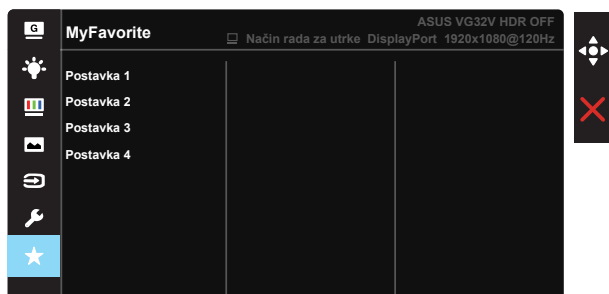 G
MyFavorite
ASUS VG32V HDR OFF
Način rada za utrke DisplayPort 1920x1080@120Hz
Postavka 1
Postavka 2
Postavka 3
Postavka 4